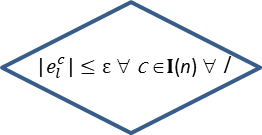 |e_l^c| ≤ ε ∀ c ∈ I(n) ∀ l